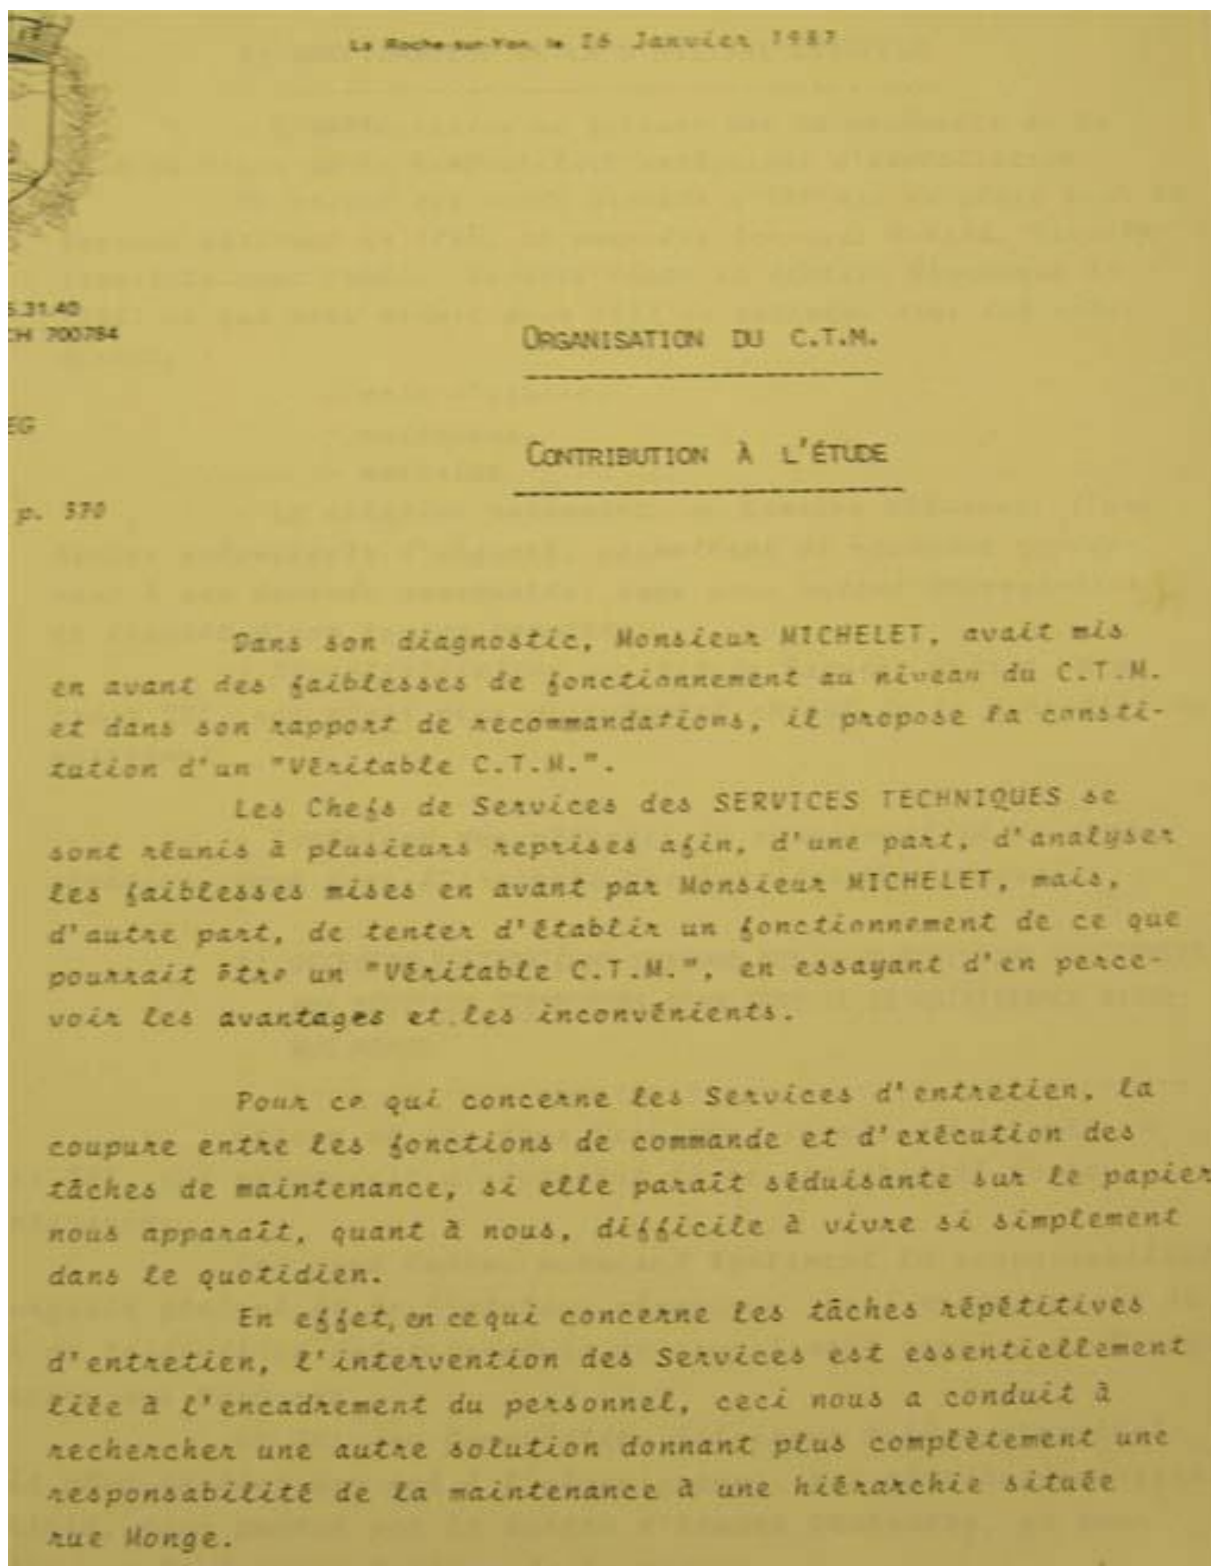 La Roche-sur-Yon, le 26 Janvier 1987
5.31.40
CH 700784
ORGANISATION DU C.T.M.
EG
CONTRIBUTION À L'ÉTUDE
p. 370
Dans son diagnostic, Monsieur MICHELET, avait mis
en avant des faiblesses de fonctionnement au niveau du C.T.M.
et dans son rapport de recommandations, il propose la consti-
tution d'un "Véritable C.T.M.".
Les Chefs de Services des SERVICES TECHNIQUES se
sont réunis à plusieurs reprises afin, d'une part, d'analyser
les faiblesses mises en avant par Monsieur MICHELET, mais,
d'autre part, de tenter d'établir un fonctionnement de ce que
pourrait être un "Véritable C.T.M.", en essayant d'en perce-
voir les avantages et les inconvénients.
Pour ce qui concerne les Services d'entretien, la
coupure entre les fonctions de commande et d'exécution des
tâches de maintenance, si elle paraît séduisante sur le papier
nous apparaît, quant à nous, difficile à vivre si simplement
dans le quotidien.
En effet, en ce qui concerne les tâches répétitives
d'entretien, l'intervention des Services est essentiellement
liée à l'encadrement du personnel, ceci nous a conduit à
rechercher une autre solution donnant plus complètement une
responsabilité de la maintenance à une hiérarchie située
rue Monge.